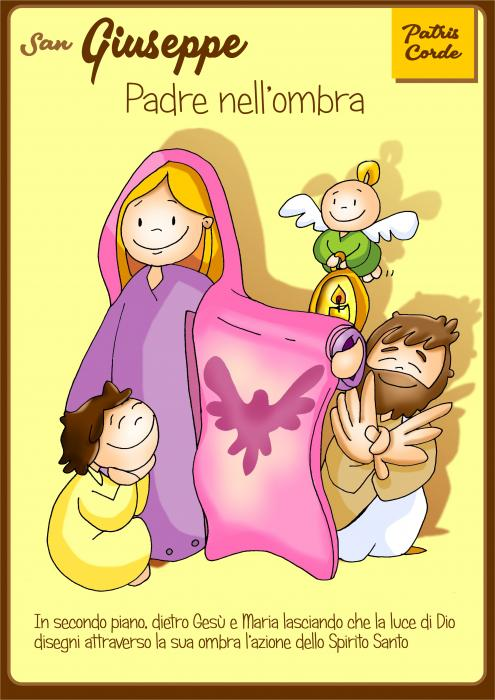 San Giuseppe
Patris
Corde
Padre nell'ombra
In secondo piano, dietro Gesù e Maria lasciando che la luce di Dio
disegni attraverso la sua ombra l'azione dello Spirito Santo